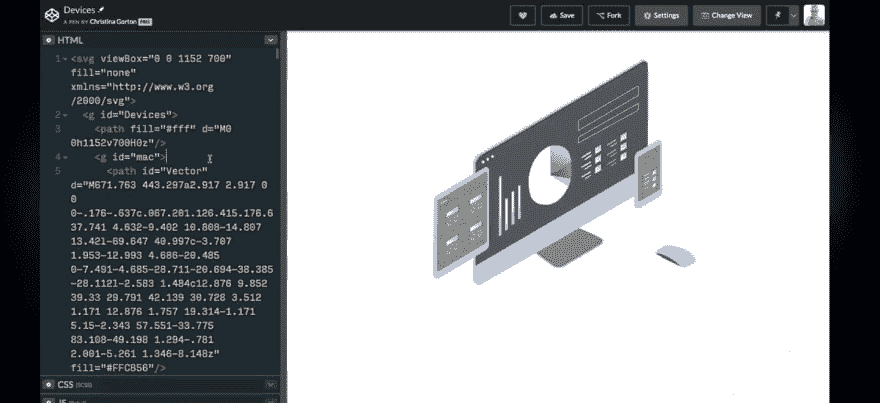 Devices
A PEN BY Christina Gorton PRO
Save
Fork
Settings
Change View
HTML
1 <svg viewBox="0 0 1152 700"
fill="none"
xmlns="http://www.w3.org
/2000/svg">
2 <g id="Devices">
3 <path fill="#fff" d="M0
0h1152v700H0z"/>
4 <g id="mac">
5 <path id="Vector"
d="M671.763 443.297a2.917 2.917 0
0
0-.176-.637c.067.281.126.415.176.6
37.741 4.632-9.402 10.808-14.807
13.421-69.647 40.997c-3.707
1.953-12.993 4.686-20.485
0-7.491-4.685-28.711-20.694-38.385
-28.112l-2.583 1.484c12.876 9.852
39.33 29.791 42.139 30.728 3.512
1.171 12.876 1.757 19.314-1.171
5.15-2.343 57.551-33.775
83.108-49.198 1.294-.781
2.001-5.261 1.346-8.148z"
fill="#FFC856"/>
CSS (SCSS)